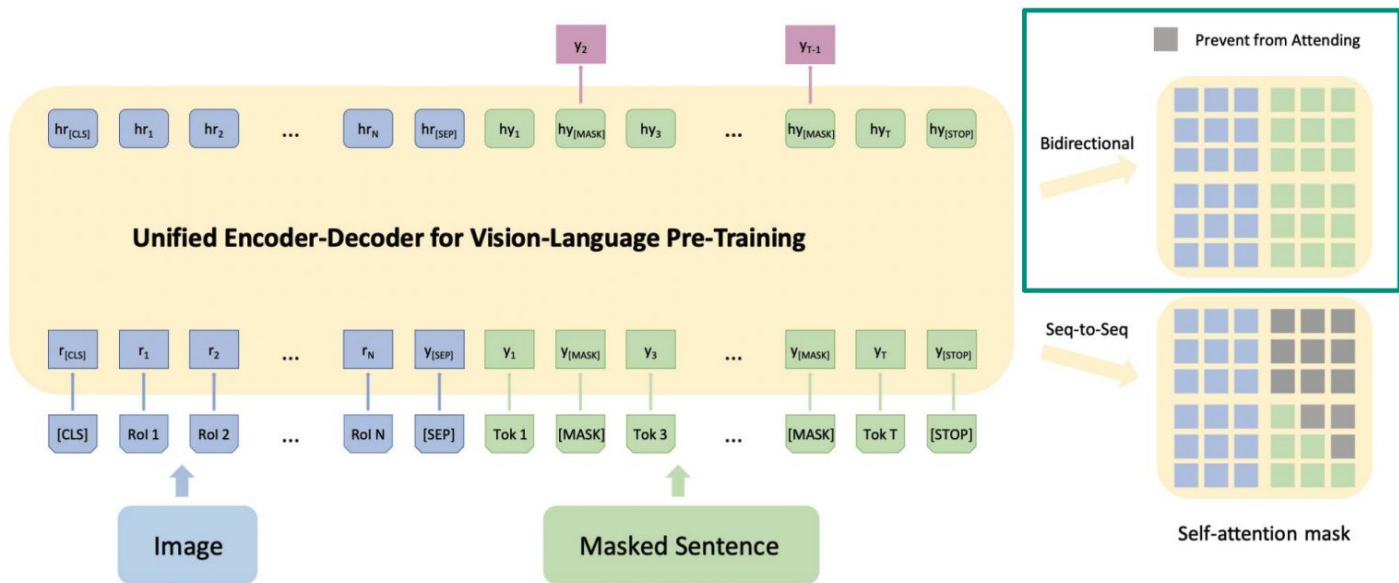 y2 yT-1
Prevent from Attending
hr[CLS] hr1 hr2 ... hrN hr[SEP] hy1 hy[MASK] hy3 ... hy[MASK] hyT hy[STOP]
Bidirectional
Unified Encoder-Decoder for Vision-Language Pre-Training
Seq-to-Seq
r[CLS] r1 r2 ... rN y[SEP] y1 y[MASK] y3 ... y[MASK] yT y[STOP]
[CLS] RoI 1 RoI 2 ... RoI N [SEP] Tok 1 [MASK] Tok 3 ... [MASK] Tok T [STOP]
Image Masked Sentence
Self-attention mask